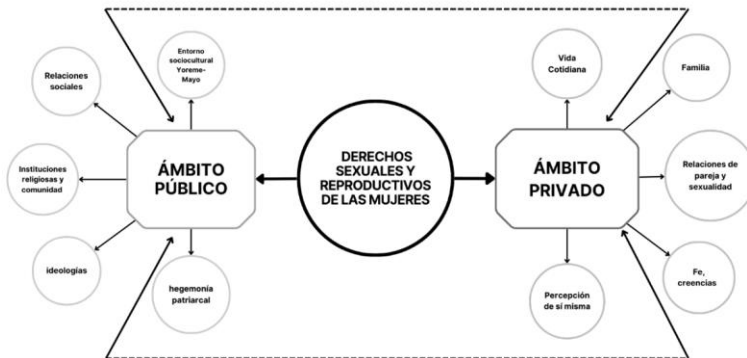 Entorno
sociocultural
Yoreme-
Mayo
Relaciones
sociales
Instituciones
religiosas y
comunidad
ideologías
hegemonía
patriarcal
ÁMBITO
PÚBLICO
DERECHOS
SEXUALES Y
REPRODUCTIVOS
DE LAS MUJERES
ÁMBITO
PRIVADO
Vida
Cotidiana
Familia
Relaciones de
pareja y
sexualidad
Fe,
creencias
Percepción
de sí misma